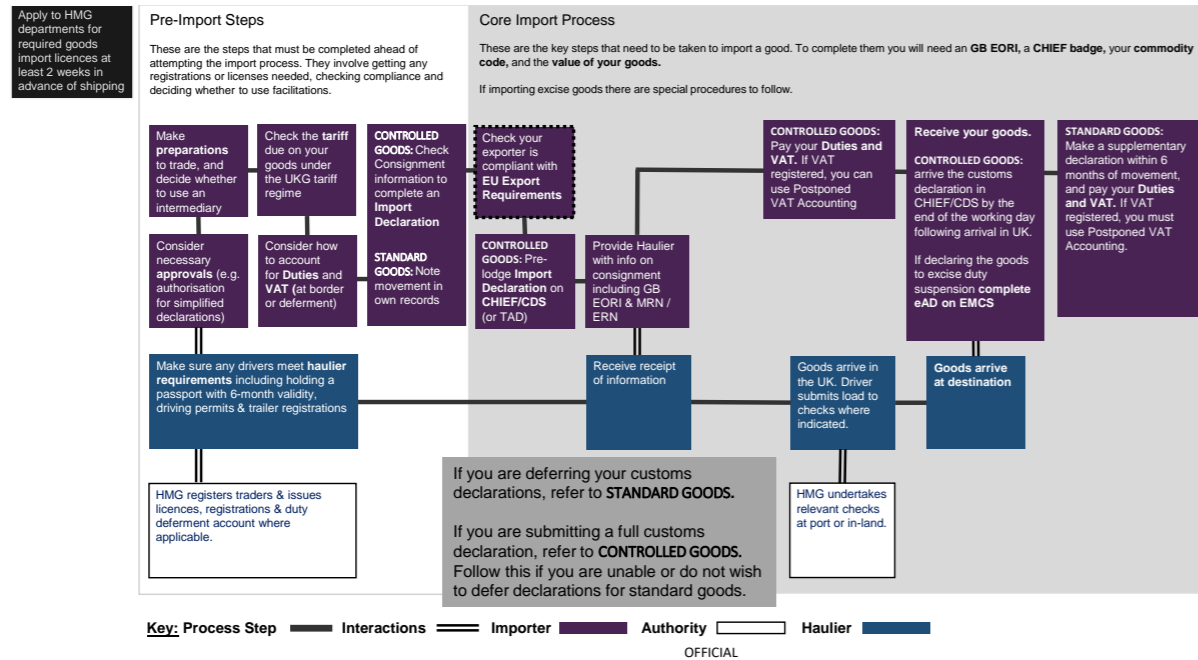 Apply to HMG
departments for
required goods
import licences at
least 2 weeks in
advance of shipping
Pre-Import Steps
These are the steps that must be completed ahead of
attempting the import process. They involve getting any
registrations or licenses needed, checking compliance and
deciding whether to use facilitations.
Core Import Process
These are the key steps that need to be taken to import a good. To complete them you will need an GB EORI, a CHIEF badge, your commodity
code, and the value of your goods.
If importing excise goods there are special procedures to follow.
Make
preparations
to trade, and
decide whether
to use an
intermediary
Check the tariff
due on your
goods under
the UKG tariff
regime
CONTROLLED
GOODS: Check
Consignment
information to
complete an
Import
Declaration
STANDARD
GOODS: Note
movement in
own records
Check your
exporter is
compliant with
EU Export
Requirements
CONTROLLED GOODS:
Pay your Duties and
VAT. If VAT
registered, you can
use Postponed
VAT Accounting
Receive your goods.
CONTROLLED GOODS:
arrive the customs
declaration in
CHIEF/CDS by the
end of the working day
following arrival in UK.
If declaring the goods
to excise duty
suspension complete
eAD on EMCS
STANDARD GOODS:
Make a supplementary
declaration within 6
months of movement,
and pay your Duties
and VAT. If VAT
registered, you must
use Postponed VAT
Accounting.
Consider
necessary
approvals (e.g.
authorisation
for simplified
declarations)
Consider how to
account
for Duties and
VAT (at border
or deferment)
CONTROLLED
GOODS: Pre-
lodge Import
Declaration on
CHIEF/CDS
(or TAD)
Provide Haulier
with info on
consignment
including GB
EORI & MRN /
ERN
Make sure any drivers meet haulier
requirements including holding a
passport with 6-month validity,
driving permits & trailer registrations
Receive receipt
of information
Goods arrive in
the UK. Driver
submits load to
checks where
indicated.
Goods arrive
at destination
HMG registers traders & issues
licences, registrations & duty
deferment account where
applicable.
If you are deferring your customs
declarations, refer to STANDARD GOODS.
If you are submitting a full customs
declaration, refer to CONTROLLED GOODS.
Follow this if you are unable or do not wish
to defer declarations for standard goods.
HMG undertakes
relevant checks
at port or in-land.
Key: Process Step Interactions Importer Authority Haulier
OFFICIAL